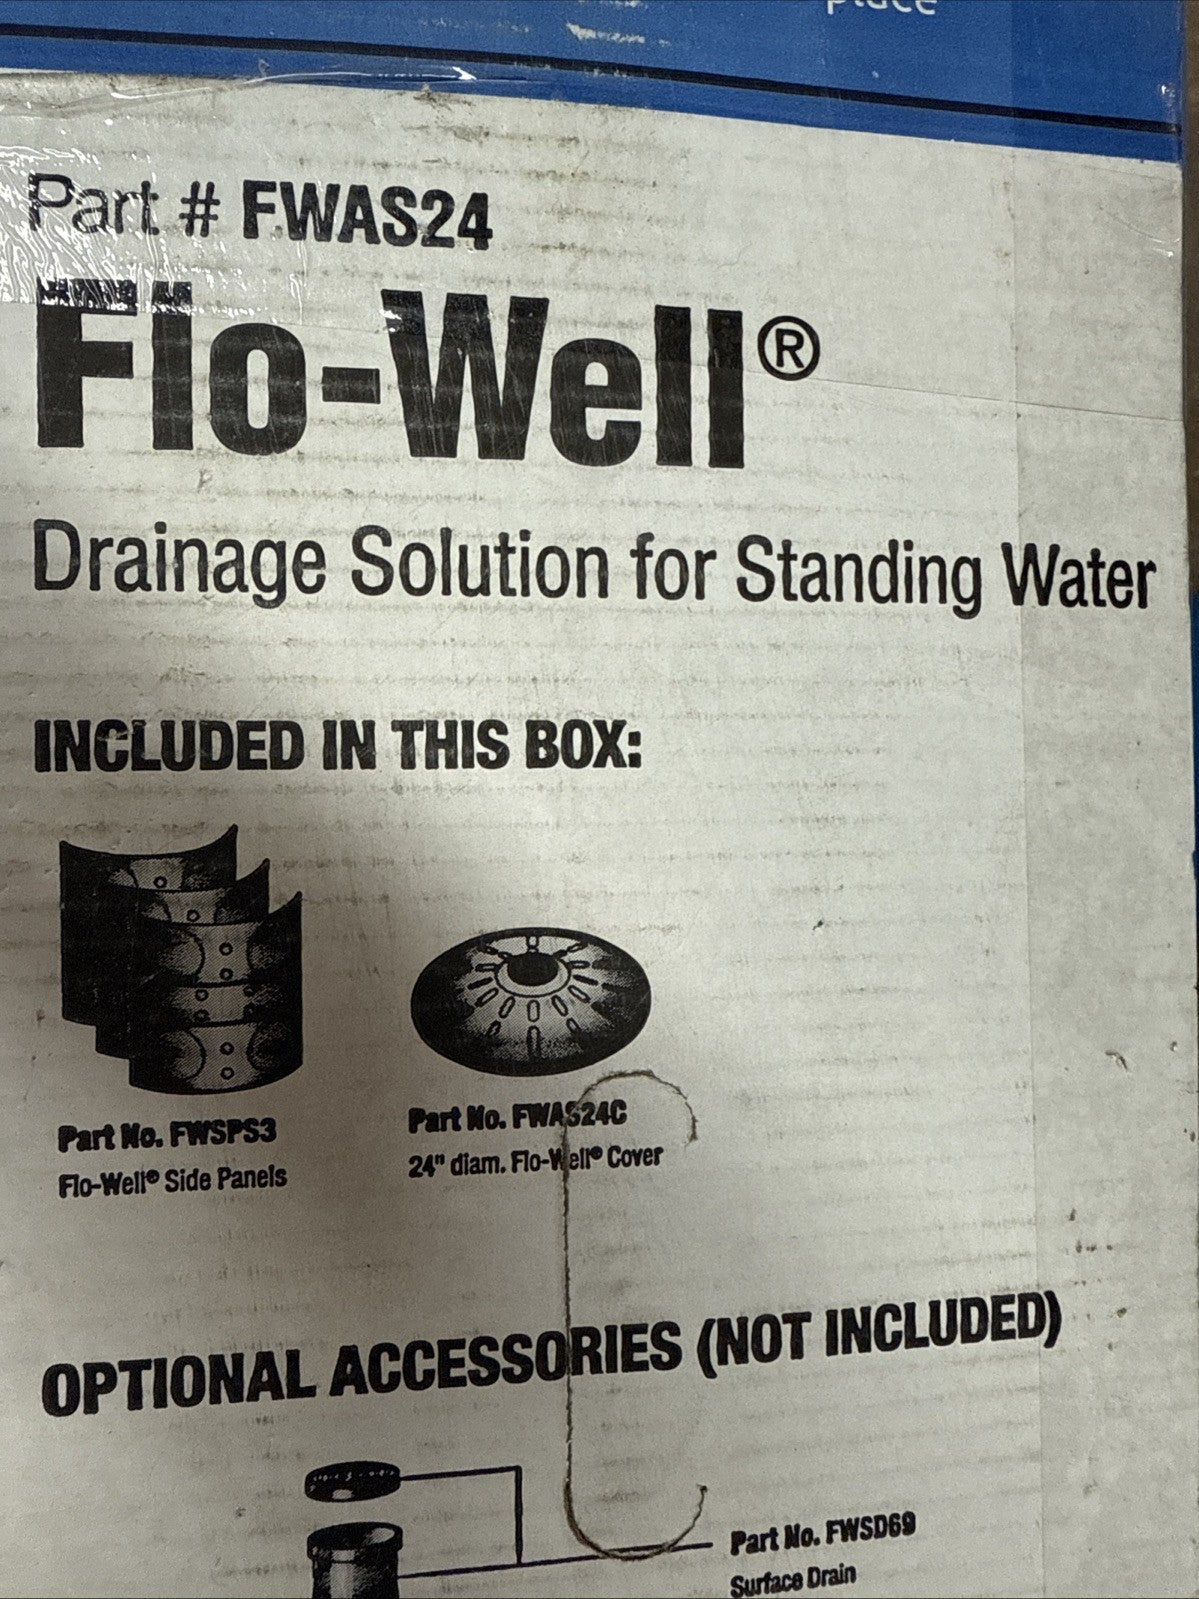 place
Part # FWAS24
Flo-Well®
Drainage Solution for Standing Water
INCLUDED IN THIS BOX:
Part No. FWSPS3
Flo-Well® Side Panels
Part No. FWAS24C
24" diam. Flo-Well® Cover
OPTIONAL ACCESSORIES (NOT INCLUDED)
Part No. FWSD69
Surface Drain